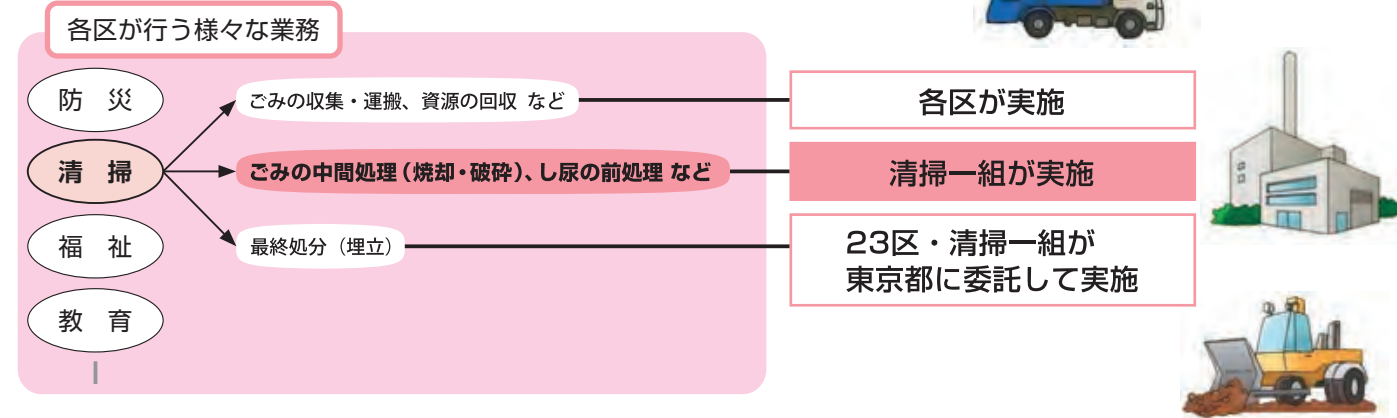 各区が行う様々な業務
防 災
清 掃
福 祉
教 育
ごみの収集・運搬、資源の回収 など
ごみの中間処理(焼却・破砕)、し尿の前処理 など
最終処分(埋立)
各区が実施
清掃一組が実施
23区・清掃一組が
東京都に委託して実施